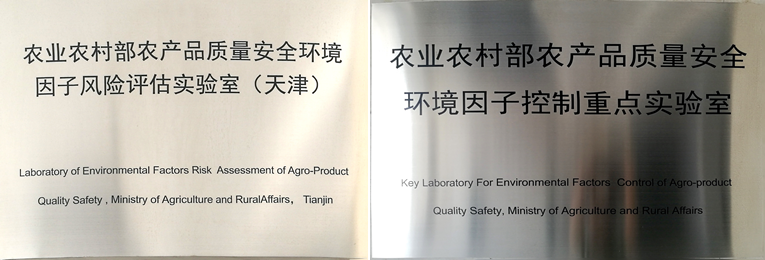 农业农村部农产品质量安全环境
因子风险评估实验室（天津）
Laboratory of Environmental Factors Risk Assessment of Agro-Product
Quality Safety , Ministry of Agriculture and RuralAffairs， Tianjin
农业农村部农产品质量安全
环境因子控制重点实验室
Key Laboratory For Environmental Factors Control of Agro-product
Quality Safety, Ministry of Agriculture and Rural Affairs